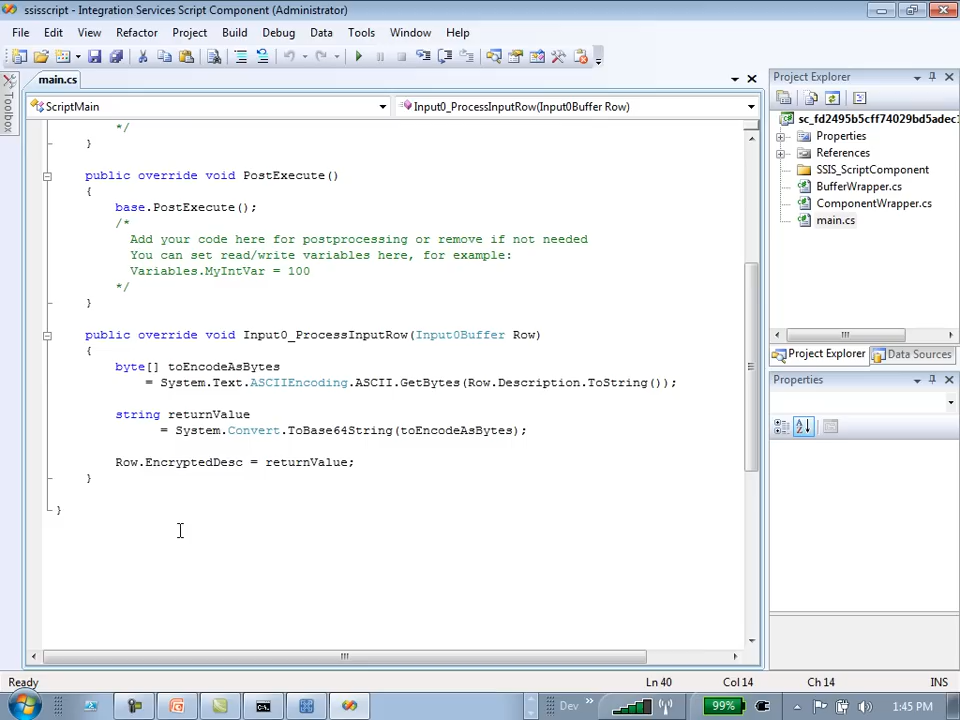 ssisscript - Integration Services Script Component (Administrator)
File Edit View Refactor Project Build Debug Data Tools Window Help
main.cs
Project Explorer
Toolbox
ScriptMain
Input0_ProcessInputRow(Input0Buffer Row)
sc_fd2495b5cff74029bd5adec1
Properties
References
SSIS_ScriptComponent
BufferWrapper.cs
ComponentWrapper.cs
main.cs
*/
}
public override void PostExecute()
{
base.PostExecute();
/*
Add your code here for postprocessing or remove if not needed
You can set read/write variables here, for example:
Variables.MyIntVar = 100
*/
}
public override void Input0_ProcessInputRow(Input0Buffer Row)
{
byte[] toEncodeAsBytes
= System.Text.ASCIIEncoding.ASCII.GetBytes(Row.Description.ToString());
string returnValue
= System.Convert.ToBase64String(toEncodeAsBytes);
Row.EncryptedDesc = returnValue;
}
}
Project Explorer Data Sources
Properties
Ready Ln 40 Col 14 Ch 14 INS
Dev » 99% 1:45 PM